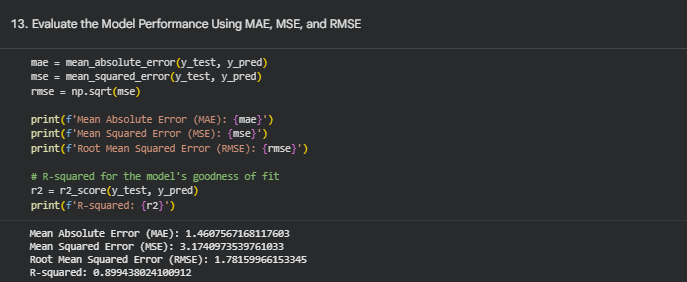 13. Evaluate the Model Performance Using MAE, MSE, and RMSE
mae = mean_absolute_error(y_test, y_pred)
mse = mean_squared_error(y_test, y_pred)
rmse = np.sqrt(mse)
print(f'Mean Absolute Error (MAE): {mae}')
print(f'Mean Squared Error (MSE): {mse}')
print(f'Root Mean Squared Error (RMSE): {rmse}')
# R-squared for the model's goodness of fit
r2 = r2_score(y_test, y_pred)
print(f'R-squared: {r2}')
Mean Absolute Error (MAE): 1.4607567168117603
Mean Squared Error (MSE): 3.1740973539761033
Root Mean Squared Error (RMSE): 1.78159966153345
R-squared: 0.899438024100912